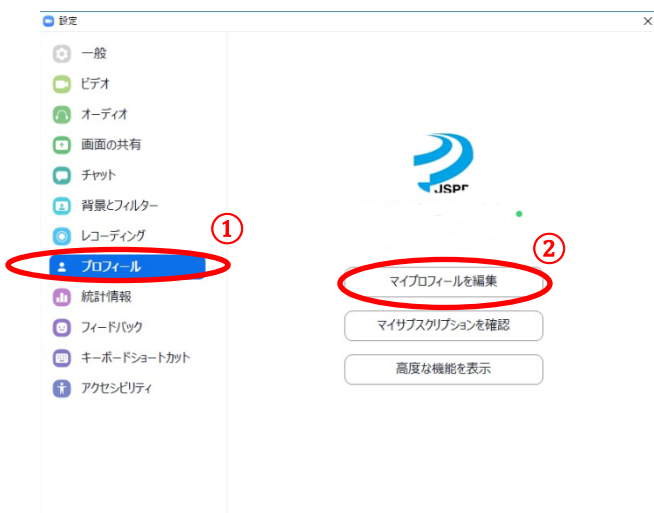 設定
一般
ビデオ
オーディオ
画面の共有
チャット
背景とフィルター
レコーディング
①
プロフィール
統計情報
フィードバック
キーボードショートカット
アクセシビリティ
②
マイプロフィールを編集
マイサブスクリプションを確認
高度な機能を表示